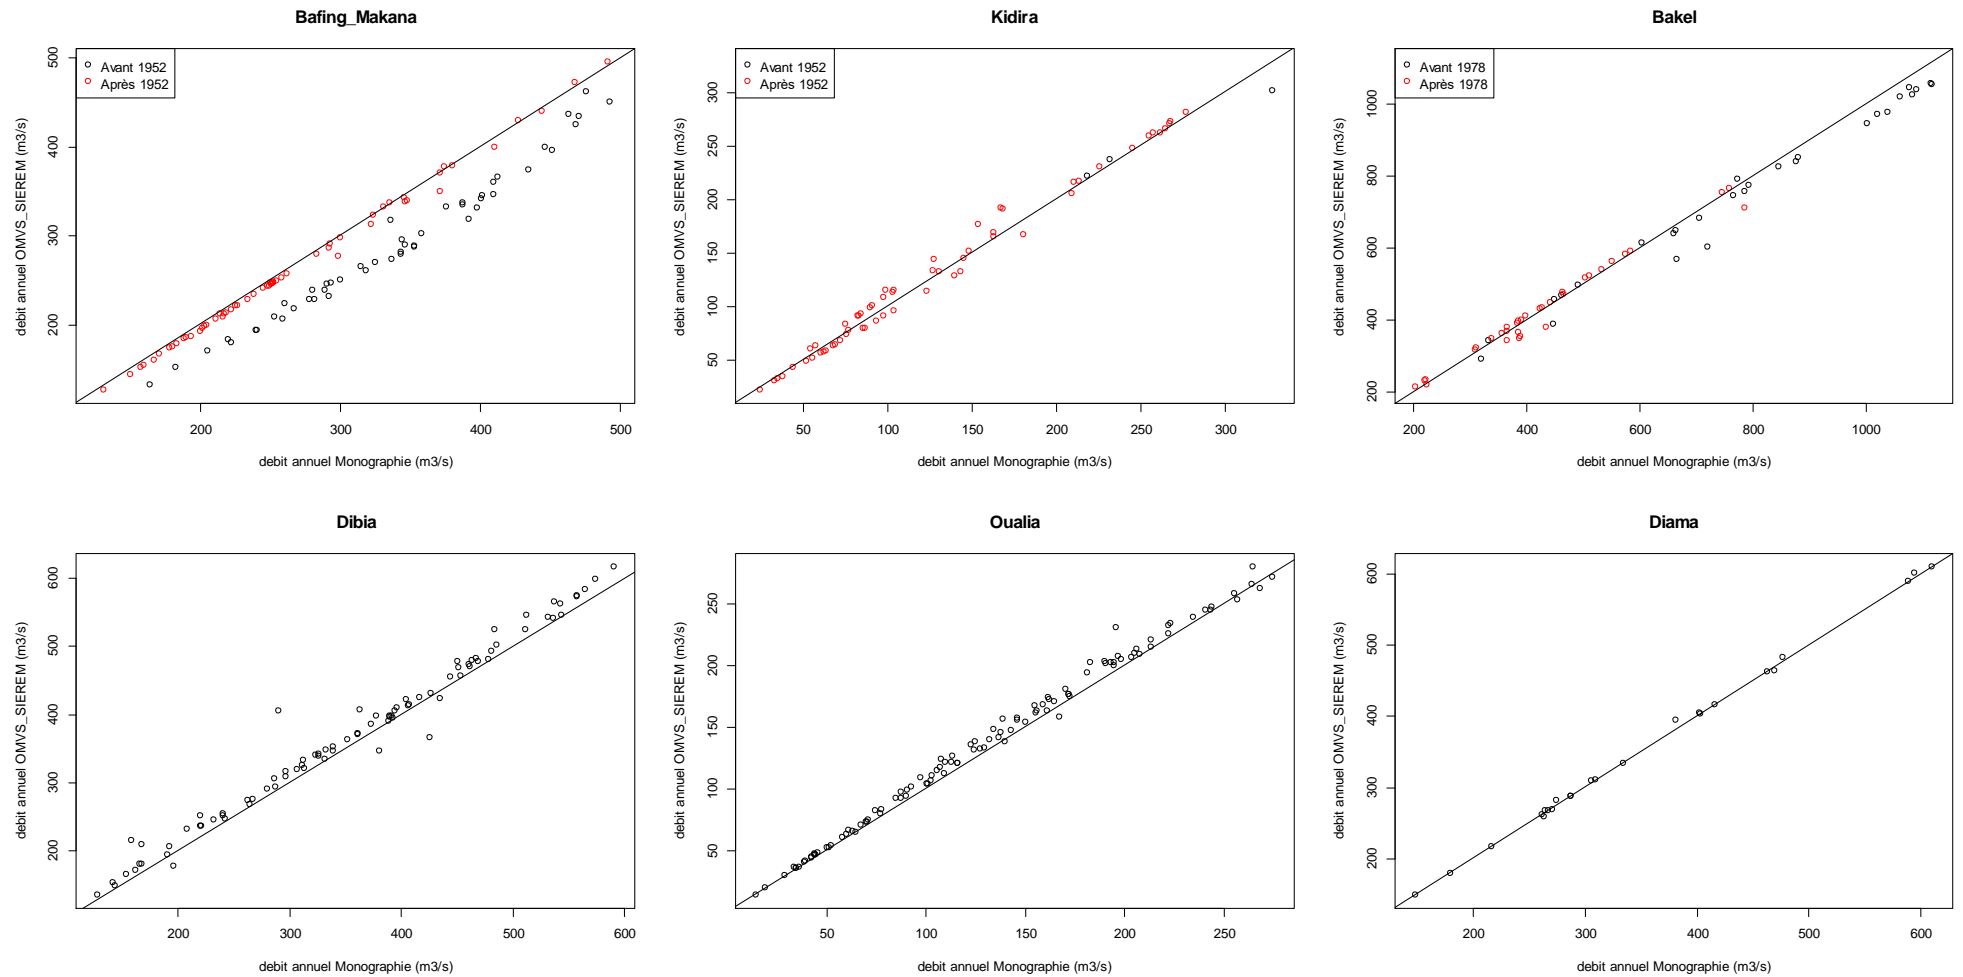 Bafing_Makana
debit annuel OMVS_SIEREM (m3/s)
500
400
300
200
Avant 1952
Après 1952
200 300 400 500
debit annuel Monographie (m3/s)
Kidira
debit annuel OMVS_SIEREM (m3/s)
300
250
200
150
100
50
Avant 1952
Après 1952
50 100 150 200 250 300
debit annuel Monographie (m3/s)
Bakel
debit annuel OMVS_SIEREM (m3/s)
1000
800
600
400
200
Avant 1978
Après 1978
200 400 600 800 1000
debit annuel Monographie (m3/s)
Dibia
debit annuel OMVS_SIEREM (m3/s)
600
500
400
300
200
200 300 400 500 600
debit annuel Monographie (m3/s)
Oualia
debit annuel OMVS_SIEREM (m3/s)
250
200
150
100
50
50 100 150 200 250
debit annuel Monographie (m3/s)
Diama
debit annuel OMVS_SIEREM (m3/s)
600
500
400
300
200
200 300 400 500 600
debit annuel Monographie (m3/s)